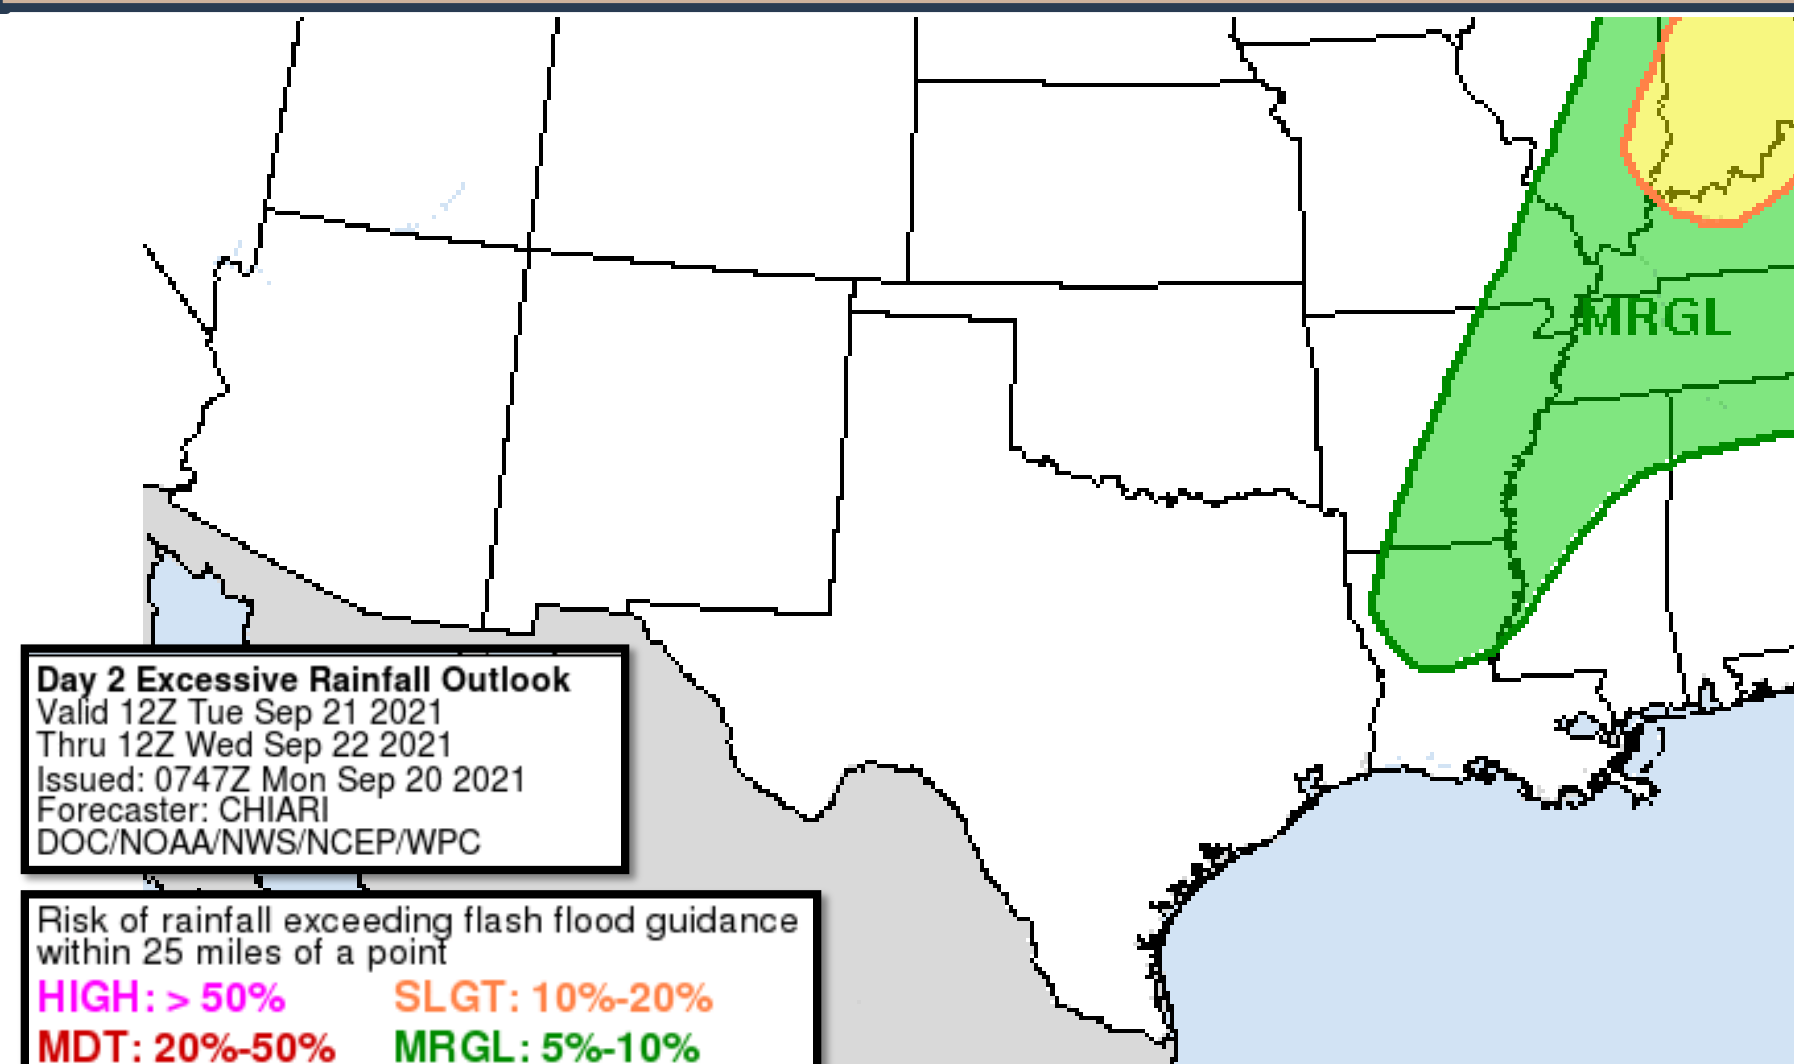 MRGL
Day 2 Excessive Rainfall Outlook
Valid 12Z Tue Sep 21 2021
Thru 12Z Wed Sep 22 2021
Issued: 0747Z Mon Sep 20 2021
Forecaster: CHIARI
DOC/NOAA/NWS/NCEP/WPC
Risk of rainfall exceeding flash flood guidance
within 25 miles of a point
HIGH: > 50% SLGT: 10%-20%
MDT: 20%-50% MRGL: 5%-10%